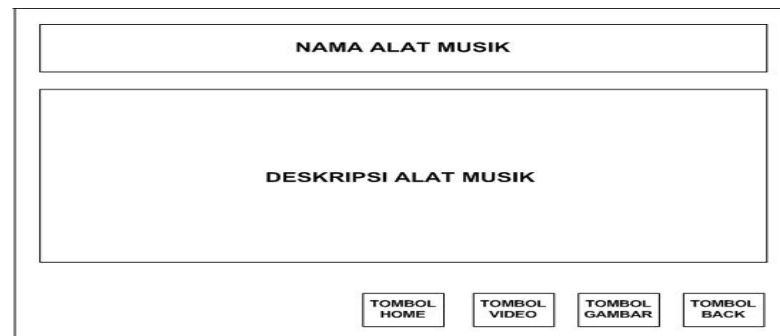 NAMA ALAT MUSIK
DESKRIPSI ALAT MUSIK
TOMBOL HOME
TOMBOL VIDEO
TOMBOL GAMBAR
TOMBOL BACK